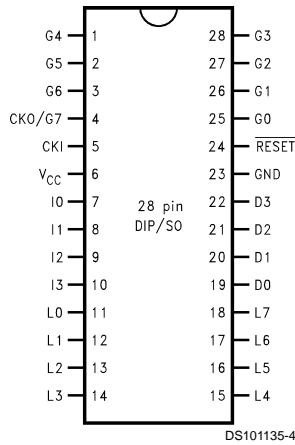 G4 1 28 G3
G5 2 27 G2
G6 3 26 G1
CKO/G7 4 25 G0
CKI 5 24 RESET
VCC 6 23 GND
I0 7 22 D3
28 pin
I1 8 21 D2
DIP/SO
I2 9 20 D1
I3 10 19 D0
L0 11 18 L7
L1 12 17 L6
L2 13 16 L5
L3 14 15 L4
DS101135-4